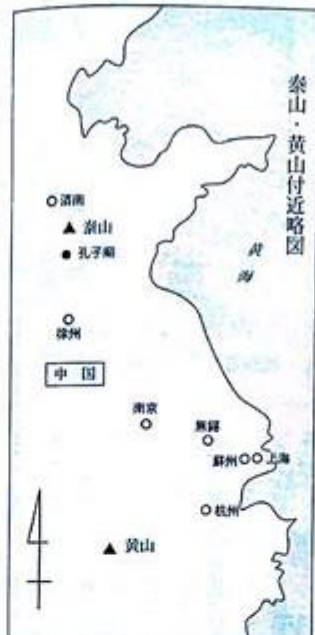 泰山・黄山付近略図
黄海
済南
泰山
孔子廟
徐州
中国
南京
無錫
蘇州
上海
杭州
黄山